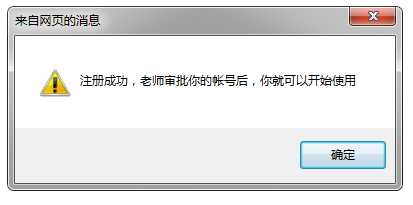 来自网页的消息
注册成功，老师审批你的帐号后，你就可以开始使用
确定